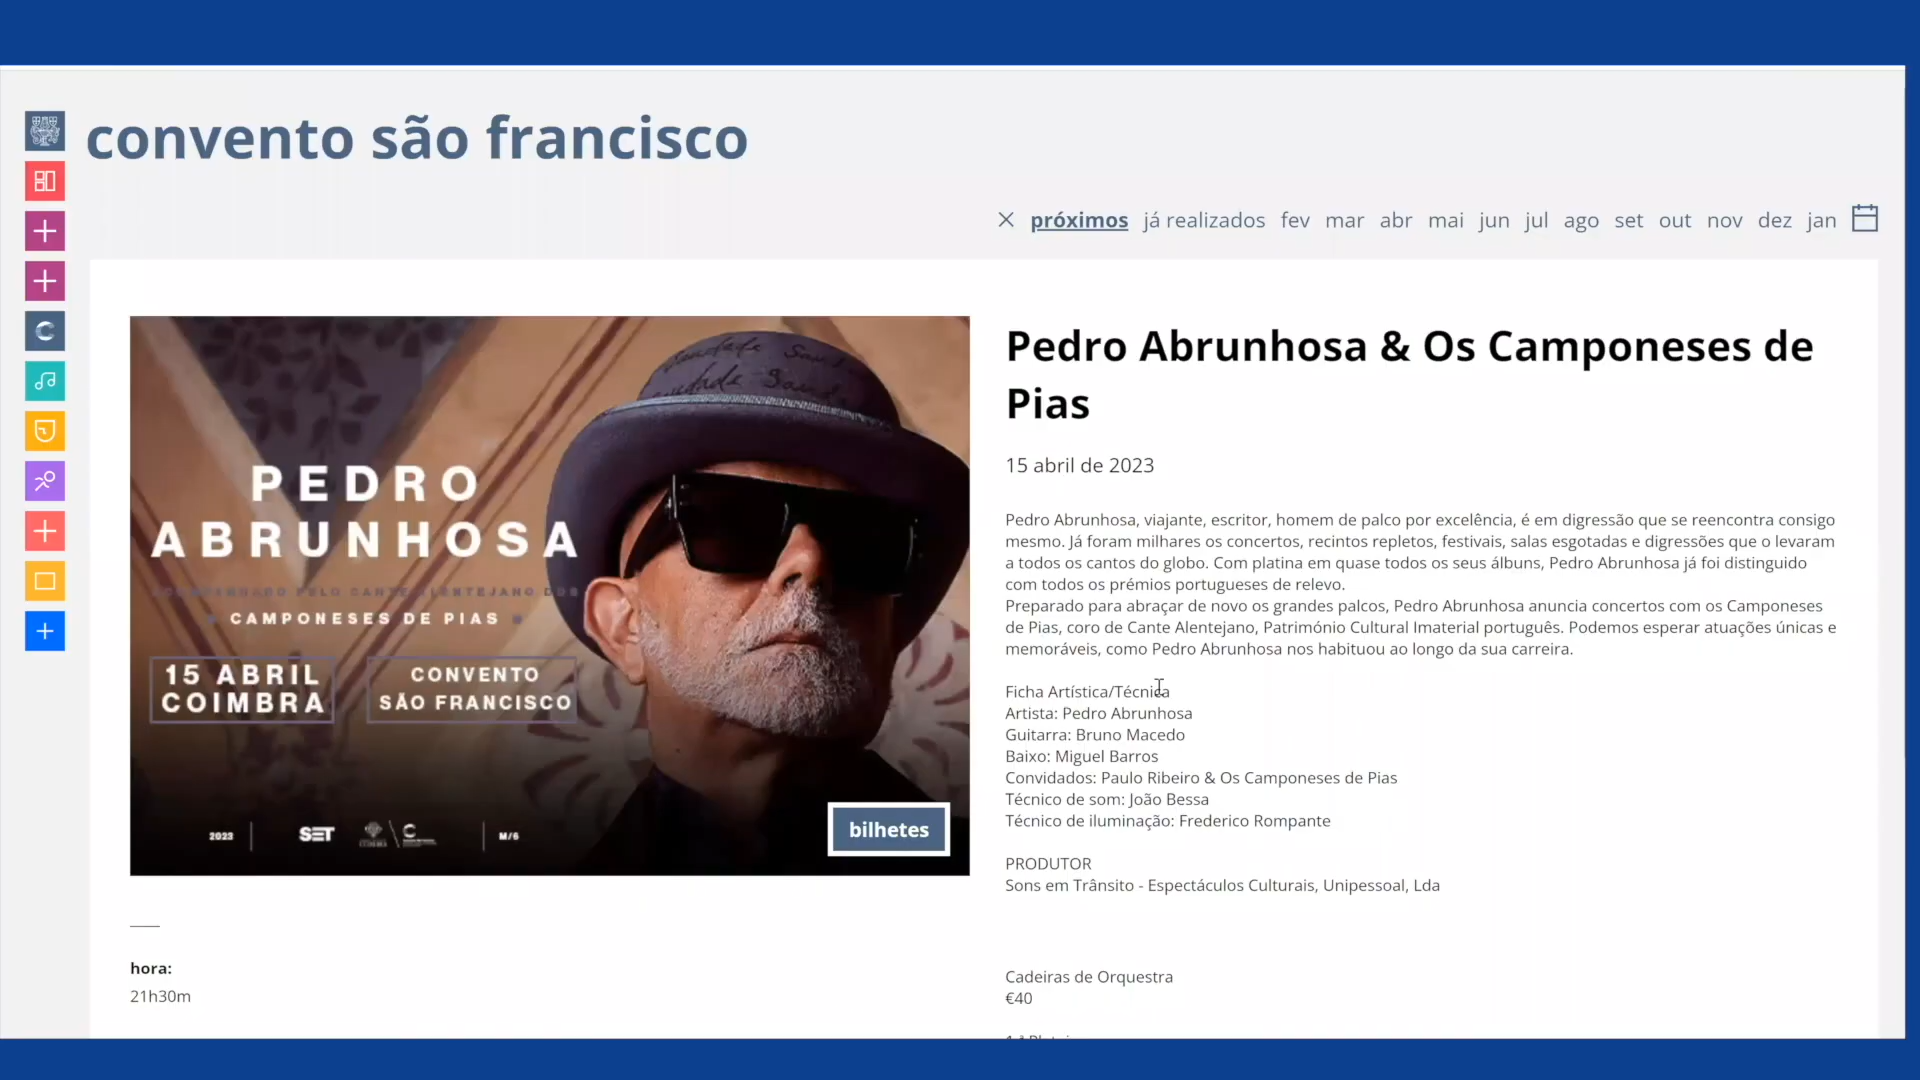 convento são francisco
próximos já realizados fev mar abr mai jun jul ago set out nov dez jan
PEDRO
ABRUNHOSA
CAMPONESES DE PIAS
15 ABRIL
COIMBRA
CONVENTO
SÃO FRANCISCO
2023
SET
M/6
bilhetes
hora:
21h30m
Pedro Abrunhosa & Os Camponeses de
Pias
15 abril de 2023
Pedro Abrunhosa, viajante, escritor, homem de palco por excelência, é em digressão que se reencontra consigo
mesmo. Já foram milhares os concertos, recintos repletos, festivais, salas esgotadas e digressões que o levaram
a todos os cantos do globo. Com platina em quase todos os seus álbuns, Pedro Abrunhosa já foi distinguido
com todos os prémios portugueses de relevo.
Preparado para abraçar de novo os grandes palcos, Pedro Abrunhosa anuncia concertos com os Camponeses
de Pias, coro de Cante Alentejano, Património Cultural Imaterial português. Podemos esperar atuações únicas e
memoráveis, como Pedro Abrunhosa nos habituou ao longo da sua carreira.
Ficha Artística/Técnica
Artista: Pedro Abrunhosa
Guitarra: Bruno Macedo
Baixo: Miguel Barros
Convidados: Paulo Ribeiro & Os Camponeses de Pias
Técnico de som: João Bessa
Técnico de iluminação: Frederico Rompante
PRODUTOR
Sons em Trânsito - Espectáculos Culturais, Unipessoal, Lda
Cadeiras de Orquestra
€40